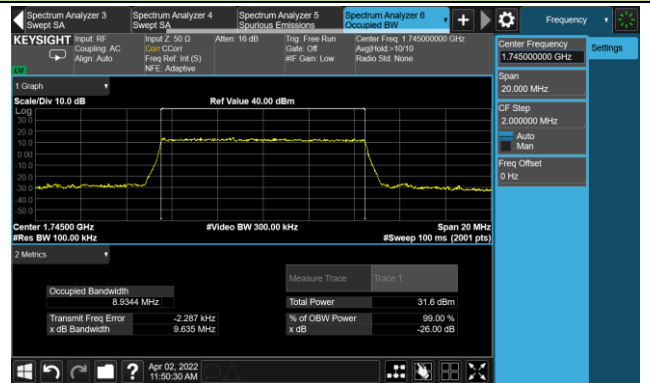 Spectrum Analyzer 3
Swept SA
Spectrum Analyzer 4
Swept SA
Spectrum Analyzer 5
Spurious Emissions
Spectrum Analyzer 6
Occupied BW
Frequency
KEYSIGHT
Input: RF
Coupling: AC
Align: Auto
Input Z: 50 Ω
Corr CCorr
Freq Ref: Int (S)
NFE: Adaptive
Atten: 16 dB
Trig: Free Run
Gate: Off
#IF Gain: Low
Center Freq: 1.745000000 GHz
Avg|Hold:>10/10
Radio Std: None
Center Frequency
1.745000000 GHz
Settings
Span
20.000 MHz
CF Step
2.000000 MHz
Auto
Man
Freq Offset
0 Hz
1 Graph
Scale/Div 10.0 dB
Ref Value 40.00 dBm
Log
30.0
20.0
10.0
0.00
-10.0
-20.0
-30.0
-40.0
-50.0
Center 1.74500 GHz
#Video BW 300.00 kHz
Span 20 MHz
#Res BW 100.00 kHz
#Sweep 100 ms (2001 pts)
2 Metrics
Measure Trace
Trace 1
Occupied Bandwidth
8.9344 MHz
Total Power
31.6 dBm
Transmit Freq Error
-2.287 kHz
% of OBW Power
99.00 %
x dB Bandwidth
9.635 MHz
x dB
-26.00 dB
Apr 02, 2022
11:50:30 AM